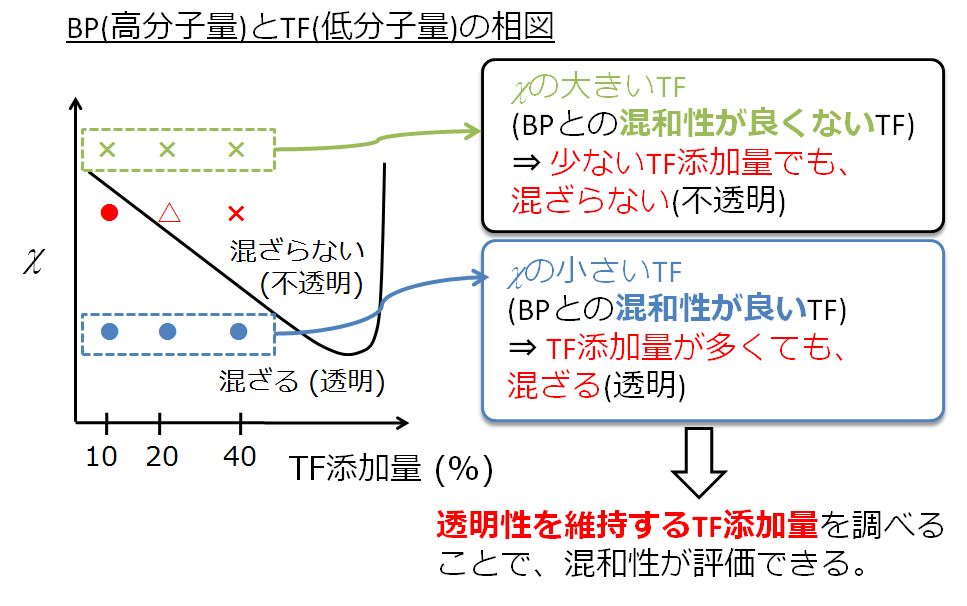 BP(高分子量)とTF(低分子量)の相図
χの大きいTF
(BPとの混和性が良くないTF)
⇒ 少ないTF添加量でも、
混ざらない(不透明)
χ
× × ×
● △ ×
混ざらない
(不透明)
● ● ●
混ざる (透明)
10 20 40
TF添加量 (%)
χの小さいTF
(BPとの混和性が良いTF)
⇒ TF添加量が多くても、
混ざる(透明)
透明性を維持するTF添加量を調べる
ことで、混和性が評価できる。